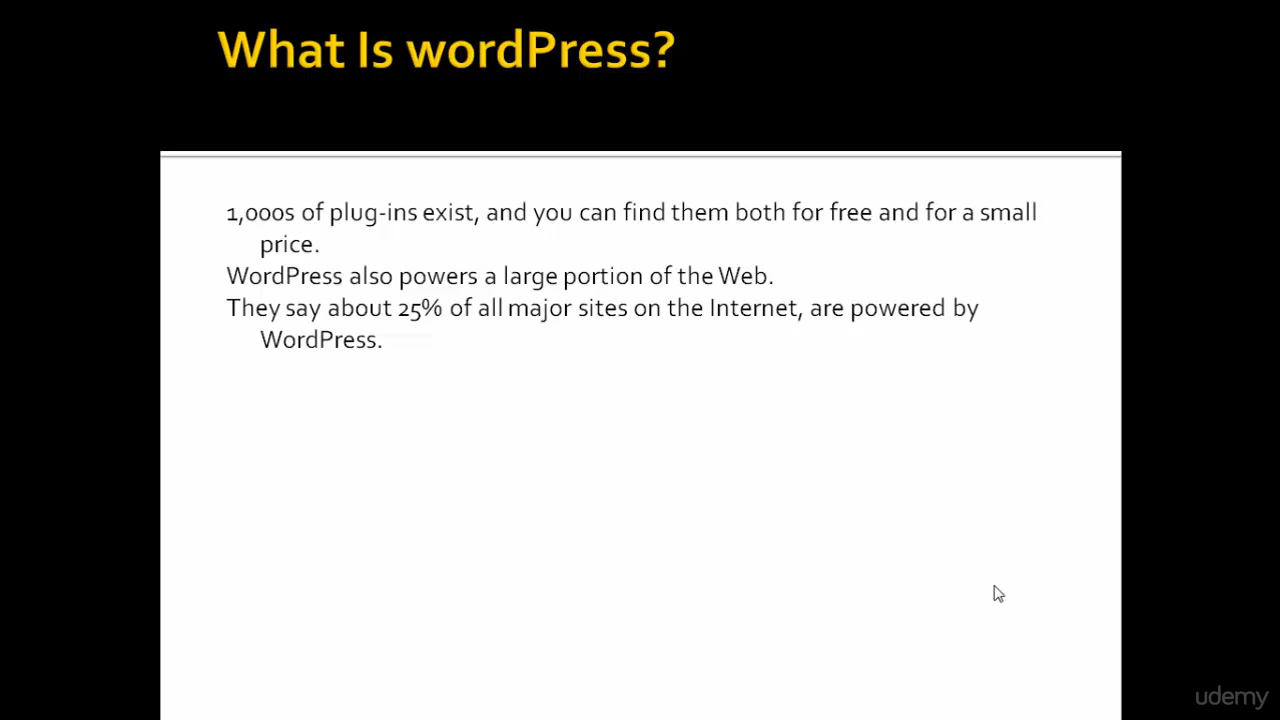 What Is wordPress?
1,000s of plug-ins exist, and you can find them both for free and for a small
price.
WordPress also powers a large portion of the Web.
They say about 25% of all major sites on the Internet, are powered by
WordPress.
udemy